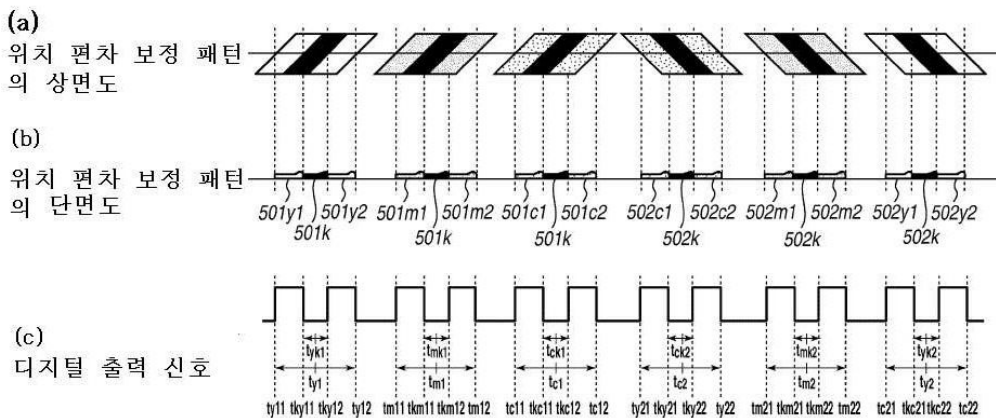 (a)
위치 편차 보정 패턴
의 상면도
(b)
위치 편차 보정 패턴
의 단면도
501y1 501y2 501m1 501m2 501c1 501c2 502c1 502c2 502m1 502m2 502y1 502y2
501k 501k 501k 502k 502k 502k
(c)
디지털 출력 신호
tyk1 tmk1 tck1 tck2 tmk2 tyk2
ty1 tm1 tc1 tc2 tm2 ty2
ty11 tky11 tky12 ty12 tm11 tkm11 tkm12 tm12 tc11 tkc11 tkc12 tc12 ty21 tky21 tky22 ty22 tm21 tkm21 tkm22 tm22 tc21 tkc21 tkc22 tc22